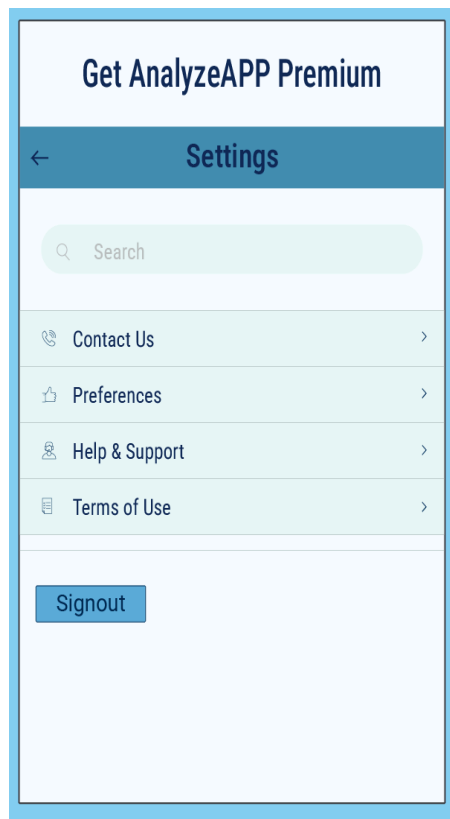 Get AnalyzeAPP Premium
Settings
Search
Contact Us
Preferences
Help & Support
Terms of Use
Signout